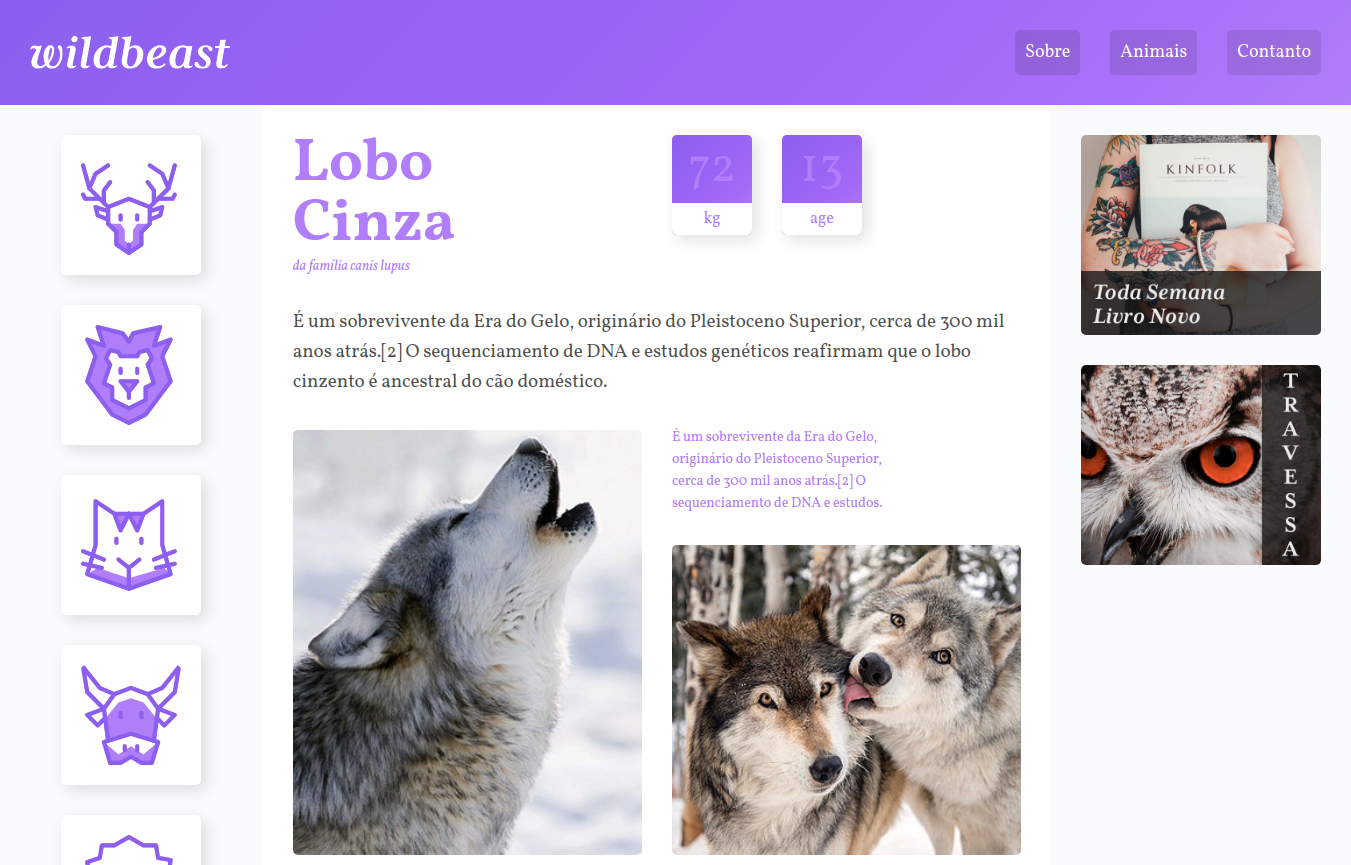 wildbeast
Sobre
Animais
Contanto
Lobo
Cinza
da família canis lupus
72
kg
13
age
É um sobrevivente da Era do Gelo, originário do Pleistoceno Superior, cerca de 300 mil
anos atrás.[2] O sequenciamento de DNA e estudos genéticos reafirmam que o lobo
cinzento é ancestral do cão doméstico.
É um sobrevivente da Era do Gelo,
originário do Pleistoceno Superior,
cerca de 300 mil anos atrás.[2] O
sequenciamento de DNA e estudos.
KINFOLK
Toda Semana
Livro Novo
TRAVESSA